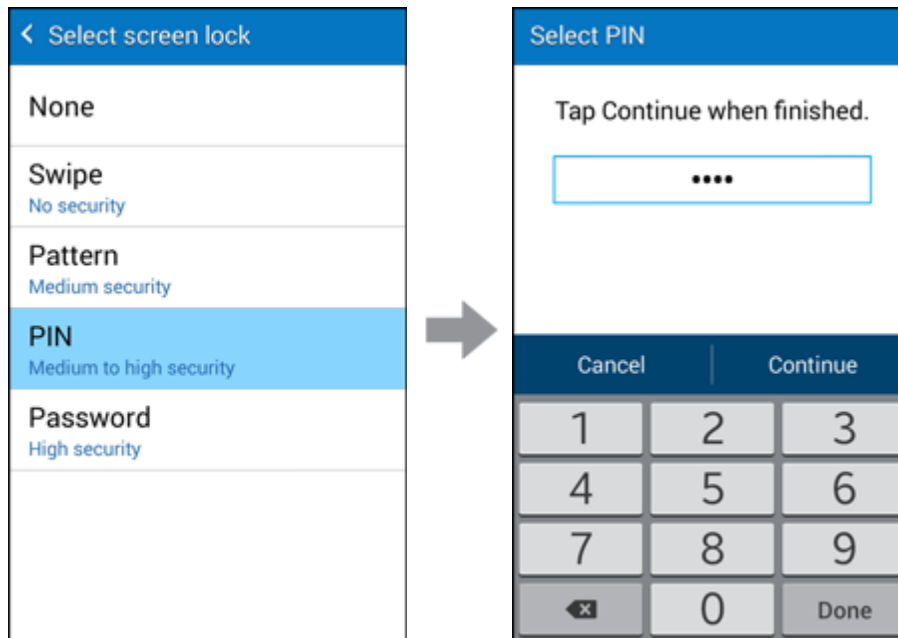 Select screen lock
None
Swipe
No security
Pattern
Medium security
PIN
Medium to high security
Password
High security
Select PIN
Tap Continue when finished.
••••
Cancel Continue
1 2 3
4 5 6
7 8 9
0 Done